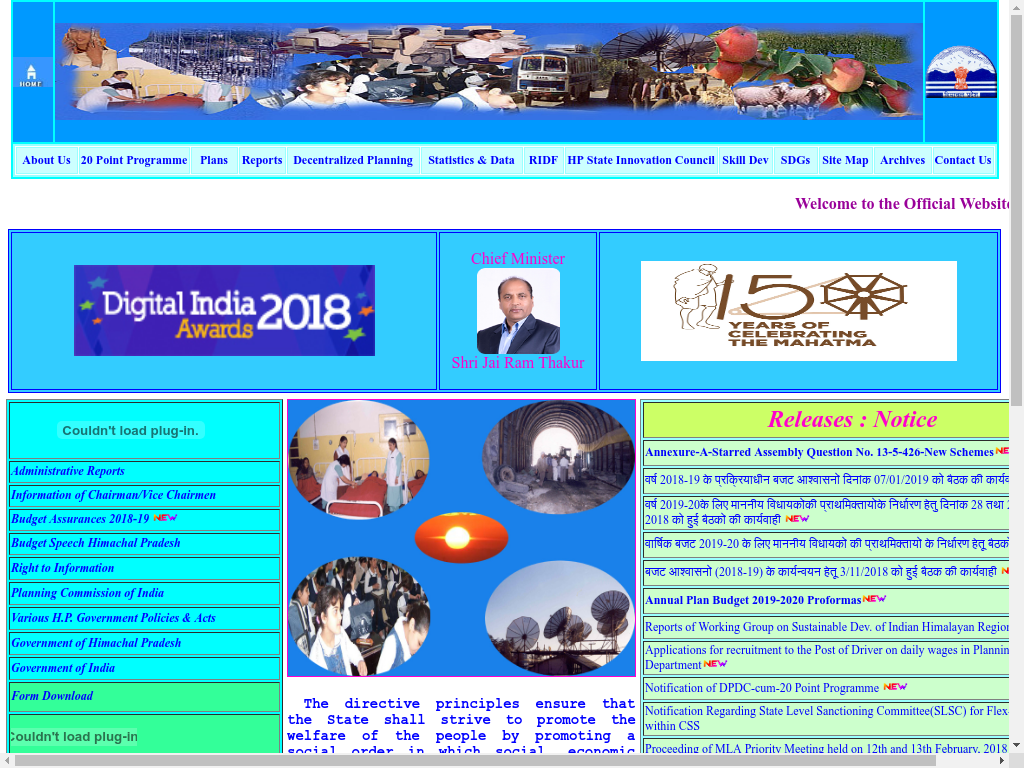 HOME
About Us 20 Point Programme Plans Reports Decentralized Planning Statistics & Data RIDF HP State Innovation Council Skill Dev SDGs Site Map Archives Contact Us
Welcome to the Official Website
Digital India 2018
Awards
Chief Minister
Shri Jai Ram Thakur
150
YEARS OF
CELEBRATING
THE MAHATMA
Couldn't load plug-in.
Administrative Reports
Information of Chairman/Vice Chairmen
Budget Assurances 2018-19 NEW
Budget Speech Himachal Pradesh
Right to Information
Planning Commission of India
Various H.P. Government Policies & Acts
Government of Himachal Pradesh
Government of India
Form Download
Couldn't load plug-in
The directive principles ensure that
the State shall strive to promote the
welfare of the people by promoting a
social order in which social, economic
Releases : Notice
Annexure-A-Starred Assembly Question No. 13-5-426-New Schemes NEW
वर्ष 2018-19 के प्रक्रियाधीन बजट आश्वासनो दिनांक 07/01/2019 को बैठक की
वर्ष 2019-20के लिए माननीय विधायकोकी प्राथमिक्तायोके निर्धारण हेतु दिनांक 28 तथा
2018 को हुई बैठको की कार्यवाही NEW
वार्षिक बजट 2019-20 के लिए माननीय विधायको की प्राथमिक्तायो के निर्धारण हेतू बैठको
बजट आश्वासनो (2018-19) के कार्यन्वयन हेतू 3/11/2018 को हुई बैठक की कार्यवाही
Annual Plan Budget 2019-2020 Proformas NEW
Reports of Working Group on Sustainable Dev. of Indian Himalayan Region
Applications for recruitment to the Post of Driver on daily wages in Planning
Department NEW
Notification of DPDC-cum-20 Point Programme NEW
Notification Regarding State Level Sanctioning Committee(SLSC) for Flex
within CSS
Proceeding of MLA Priority Meeting held on 12th and 13th February, 2018